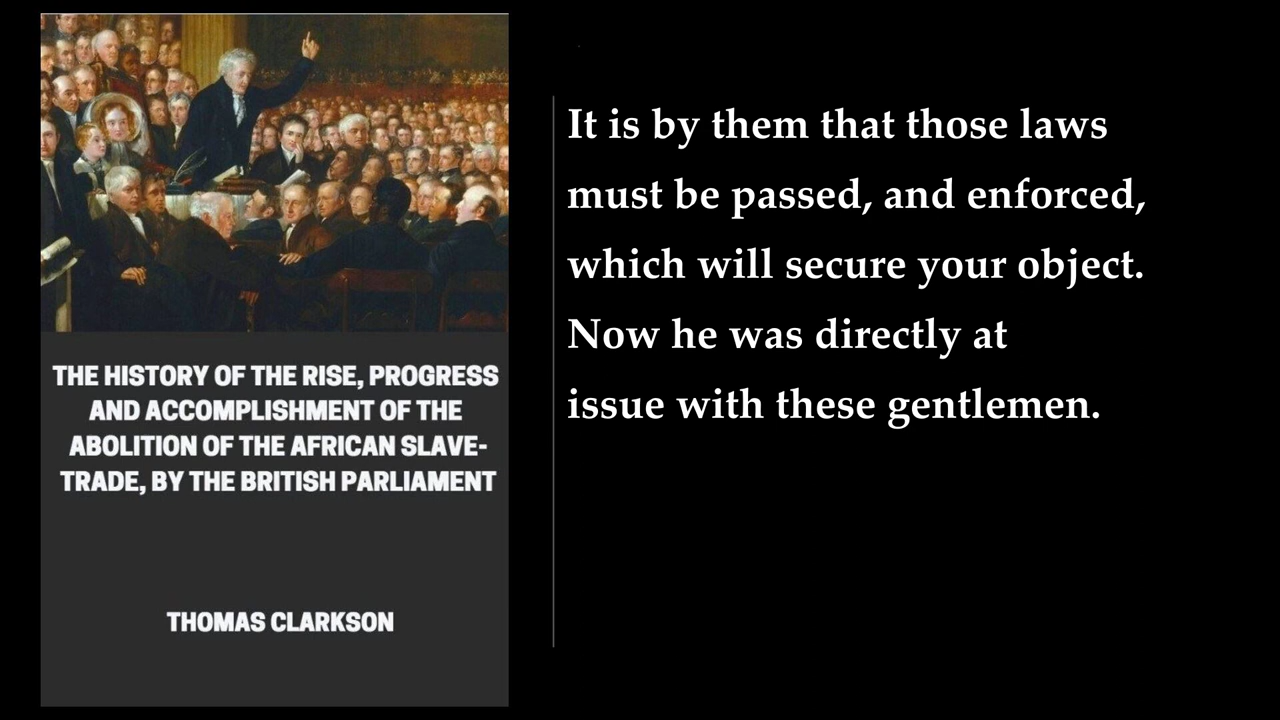 THE HISTORY OF THE RISE, PROGRESS
AND ACCOMPLISHMENT OF THE
ABOLITION OF THE AFRICAN SLAVE-
TRADE, BY THE BRITISH PARLIAMENT
THOMAS CLARKSON
It is by them that those laws
must be passed, and enforced,
which will secure your object.
Now he was directly at
issue with these gentlemen.